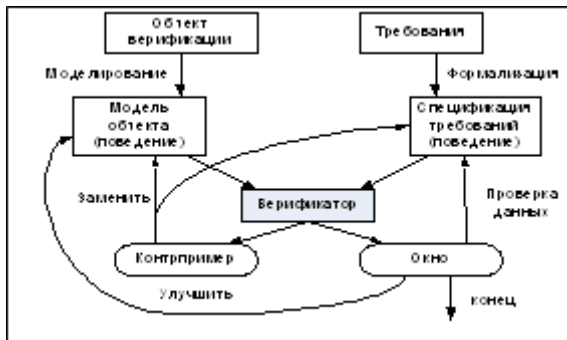 Объект
верификации
Требования
Моделирование
Формализация
Модель
объекта
(поведение)
Спецификация
требований
(поведение)
Заменить
Верификатор
Проверка
данных
Контрпример
Окно
Улучшить
конец